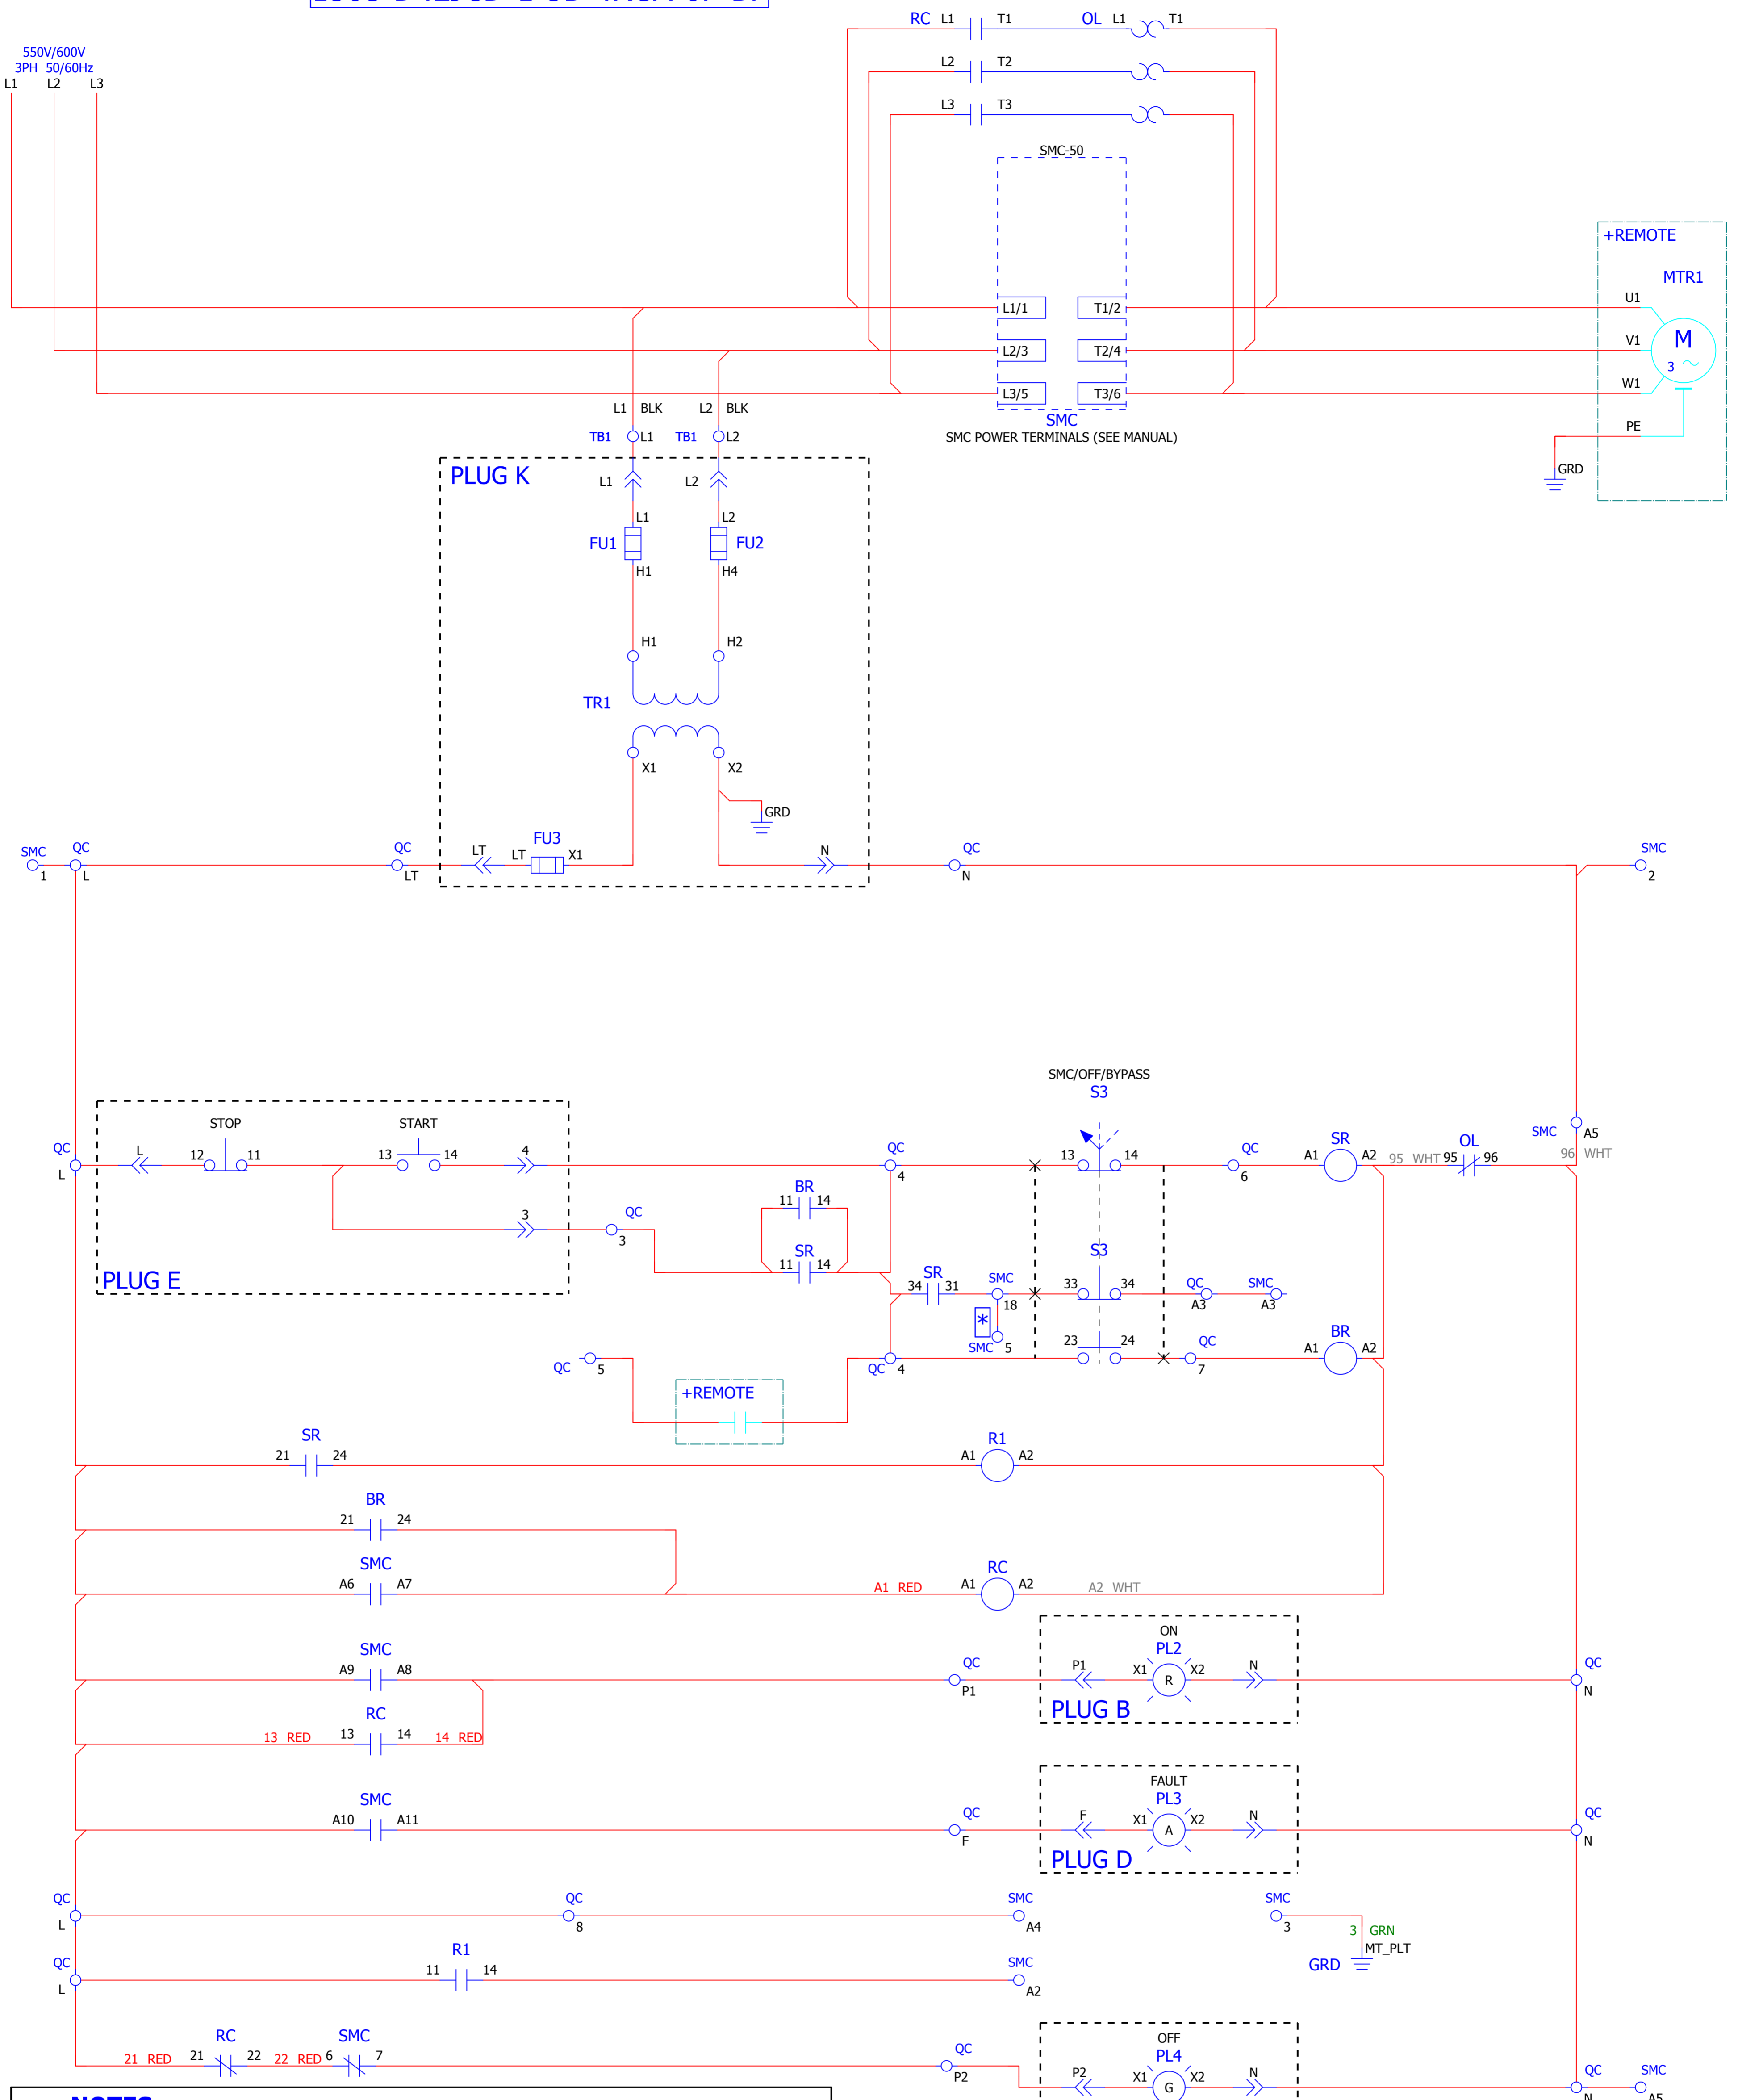 550V/600V
3PH 50/60Hz
L1 L2 L3
RC L1 T1 OL L1 T1
L2 T2
L3 T3
SMC-50
+REMOTE
MTR1
L1/1 T1/2 U1
L2/3 T2/4 V1 M
3
L3/5 T3/6 W1
L1 BLK L2 BLK
SMC
SMC POWER TERMINALS (SEE MANUAL)
PE
TB1 L1 TB1 L2
GRD
PLUG K
L1 L2
L1 L2
FU1 FU2
H1 H4
H1 H2
TR1
X1 X2
GRD
SMC QC QC FU3 QC SMC
LT LT X1 N
1 L LT N 2
SMC/OFF/BYPASS
S3
STOP START
QC L 12 11 13 14 4 QC 13 14 QC SR OL SMC A5
A1 A2 95 WHT 95 96 96 WHT
L 4 6
BR
11 14
3 QC
3
SR
11 14
S3
PLUG E
SR SMC QC SMC
34 31 33 34
18 A3 A3
*
SMC 5
23 24 QC BR
A1 A2
QC 5 QC 4 7
+REMOTE
SR R1
21 24 A1 A2
BR
21 24
SMC RC
A6 A7 A1 RED A1 A2 A2 WHT
ON
SMC QC PL2 QC
A9 A8 P1 X1 X2 N
P1 R N
PLUG B
RC
13 RED 13 14 14 RED
FAULT
SMC QC PL3 QC
A10 A11 F X1 X2 N
F A N
PLUG D
QC QC SMC SMC
L 8 A4 3
3 GRN
MT_PLT
GRD
QC R1 SMC
11 14
L A2
RC SMC OFF
21 RED 21 22 22 RED 6 7 QC PL4 QC SMC
P2 P2 X1 X2 N
G